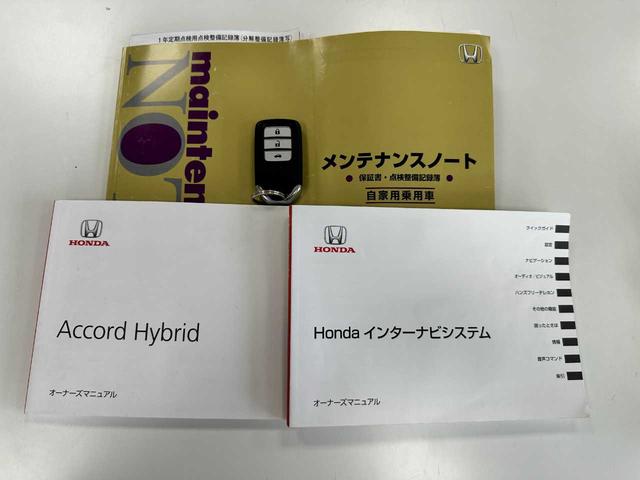 1年定期点検用点検整備記録簿(分解整備記録簿写)
mainten
NO
メンテナンスノート
●保証書・点検整備記録簿●
自家用乗用車
HONDA
Accord Hybrid
オーナーズマニュアル
HONDA
Honda インターナビシステム
オーナーズマニュアル
クイックガイド
設定
ナビゲーション
オーディオ/ビジュアル
ハンズフリーテレホン
その他の機能
困ったときは
情報
音声コマンド
索引